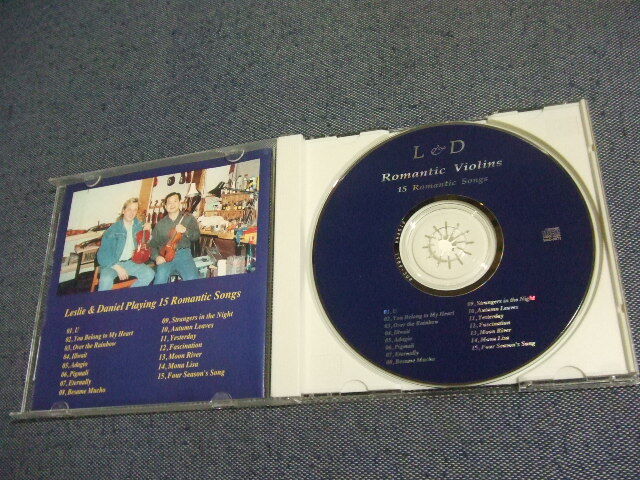 Leslie & Daniel Playing 15 Romantic Songs
01. U
02. You Belong to My Heart
03. Over the Rainbow
04. Ilwait
05. Adagio
06. Pigmali
07. Eternally
08. Besame Mucho
09. Strangers in the Night
10. Autumn Leaves
11. Yesterday
12. Fascination
13. Moon River
14. Mona Lisa
15. Four Season's Song
L & D
Romantic Violins
15 Romantic Songs
01. U
02. You Belong to My Heart
03. Over the Rainbow
04. Ilwait
05. Adagio
06. Pigmali
07. Eternally
08. Besame Mucho
09. Strangers in the Night
10. Autumn Leaves
11. Yesterday
12. Fascination
13. Moon River
14. Mona Lisa
15. Four Season's Song